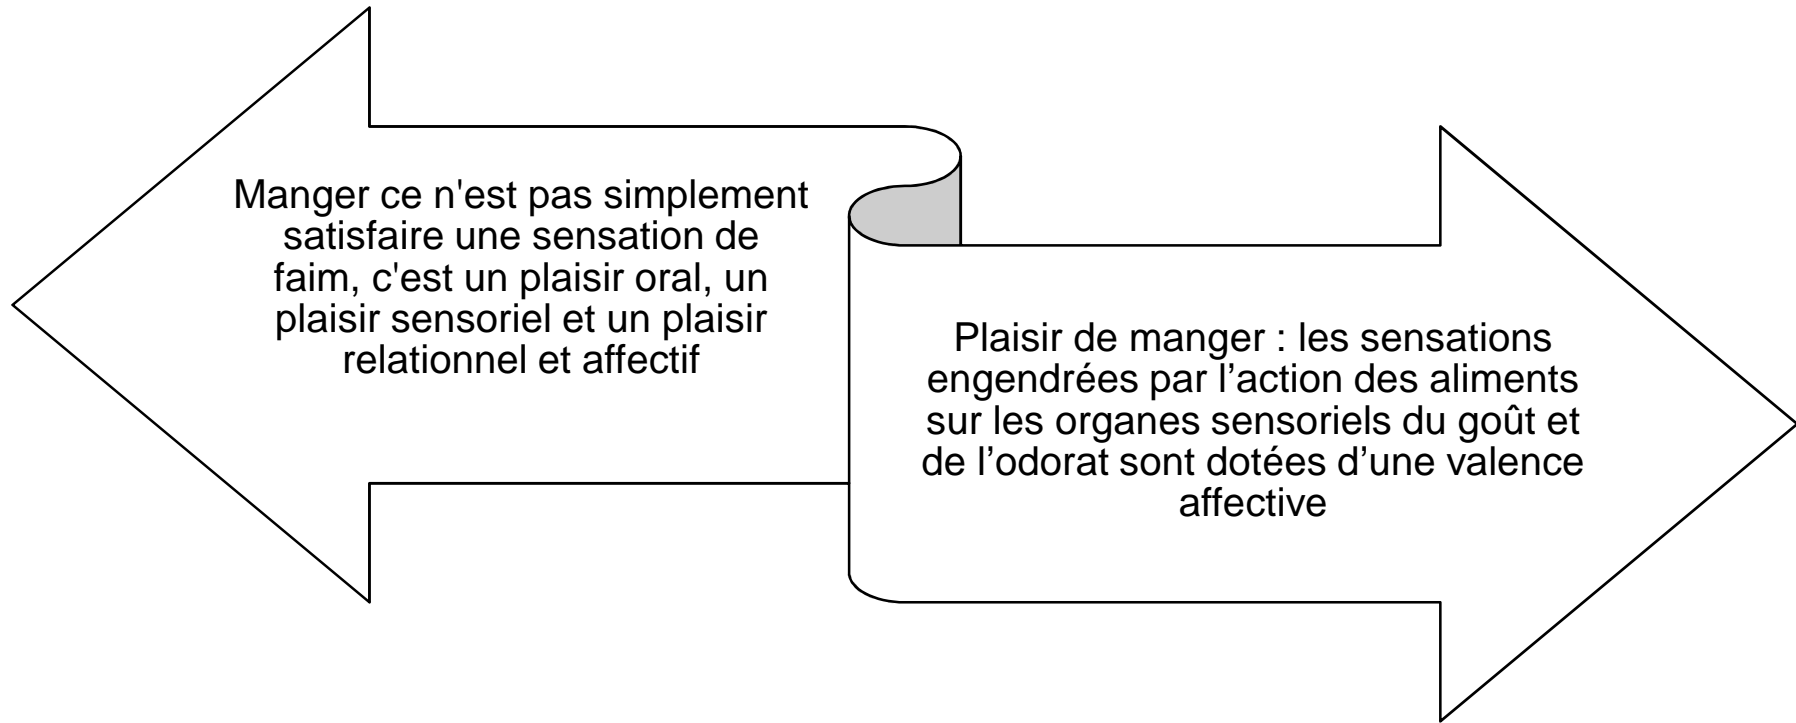 Manger ce n'est pas simplement
satisfaire une sensation de
faim, c'est un plaisir oral, un
plaisir sensoriel et un plaisir
relationnel et affectif
Plaisir de manger : les sensations
engendrées par l’action des aliments
sur les organes sensoriels du goût et
de l’odorat sont dotées d’une valence
affective